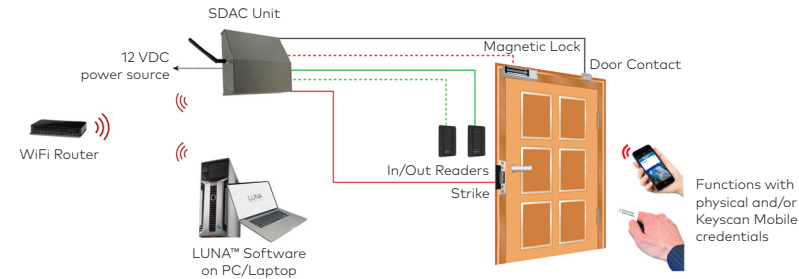 SDAC Unit
12 VDC
power source
Magnetic Lock
Door Contact
WiFi Router
In/Out Readers
Strike
LUNA
LUNA™ Software
on PC/Laptop
Functions with
physical and/or
Keyscan Mobile
credentials